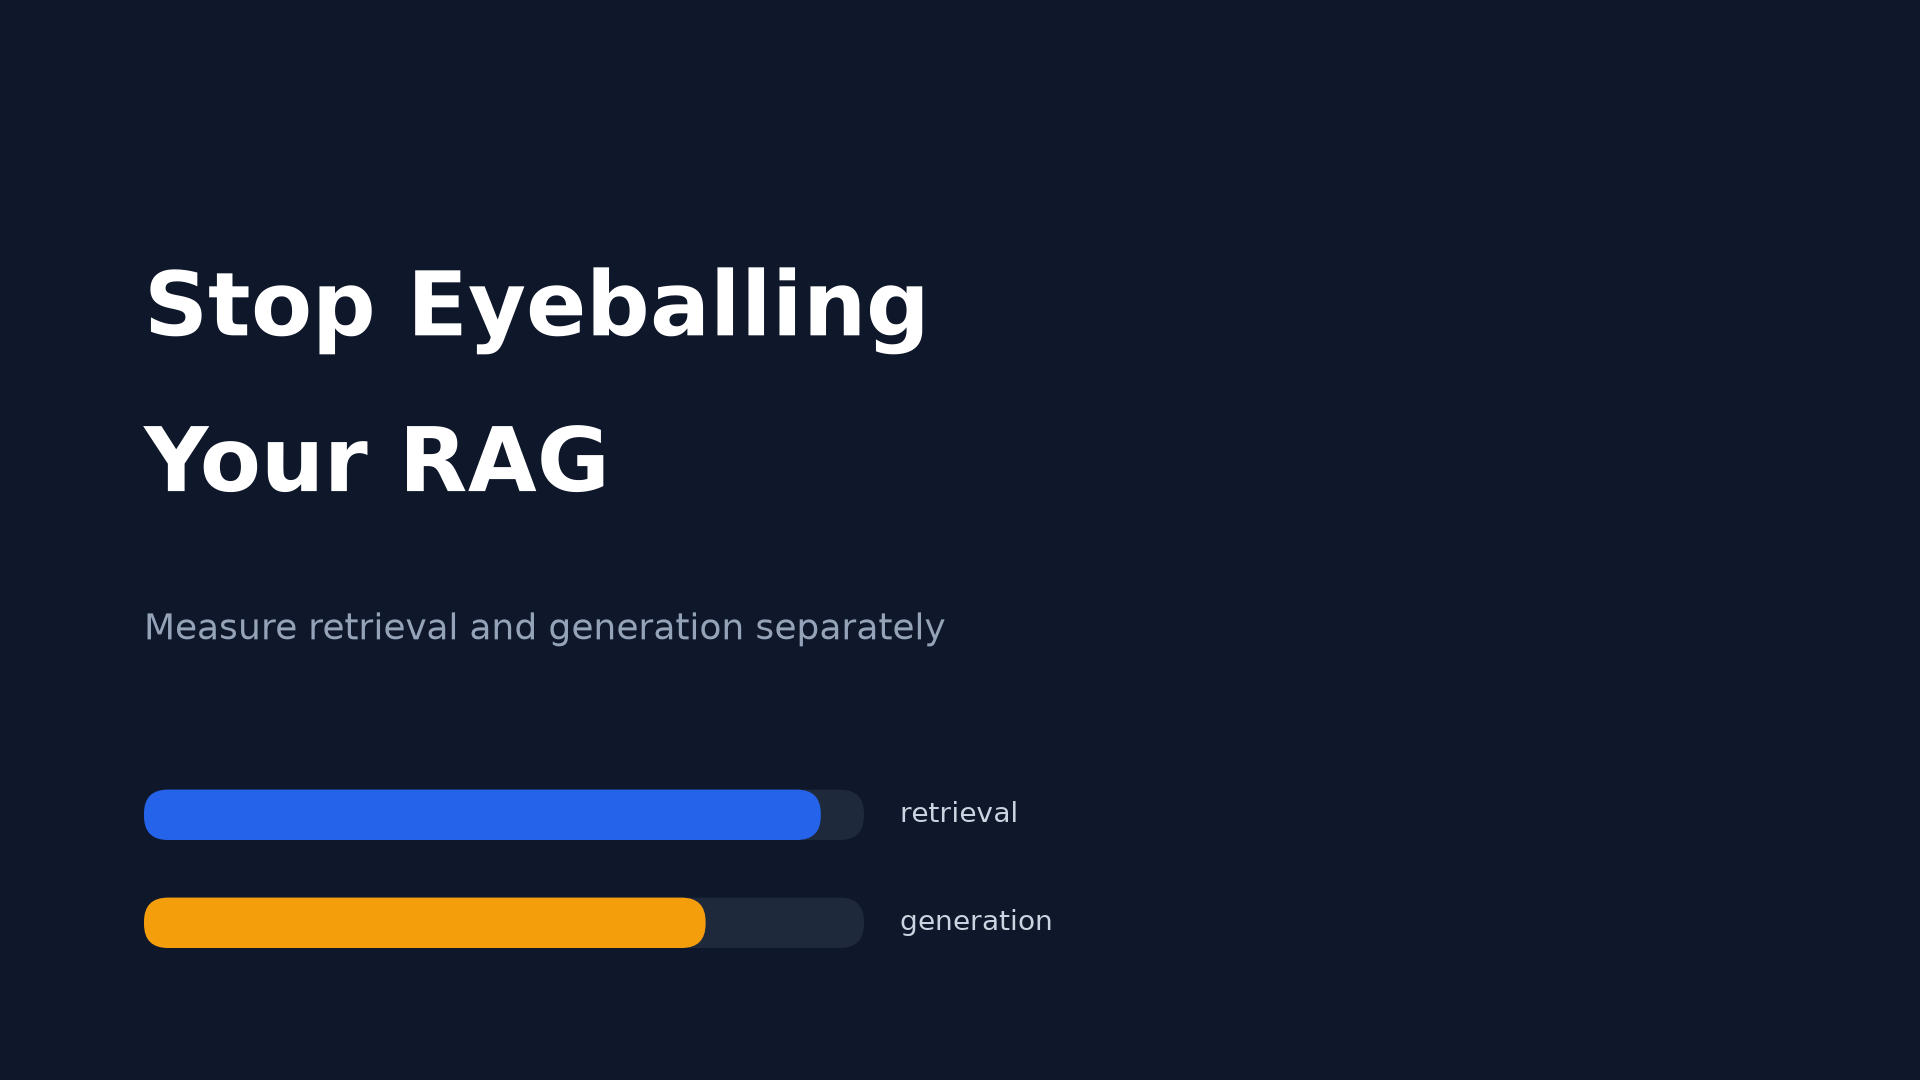 Stop Eyeballing
Your RAG
Measure retrieval and generation separately
retrieval
generation